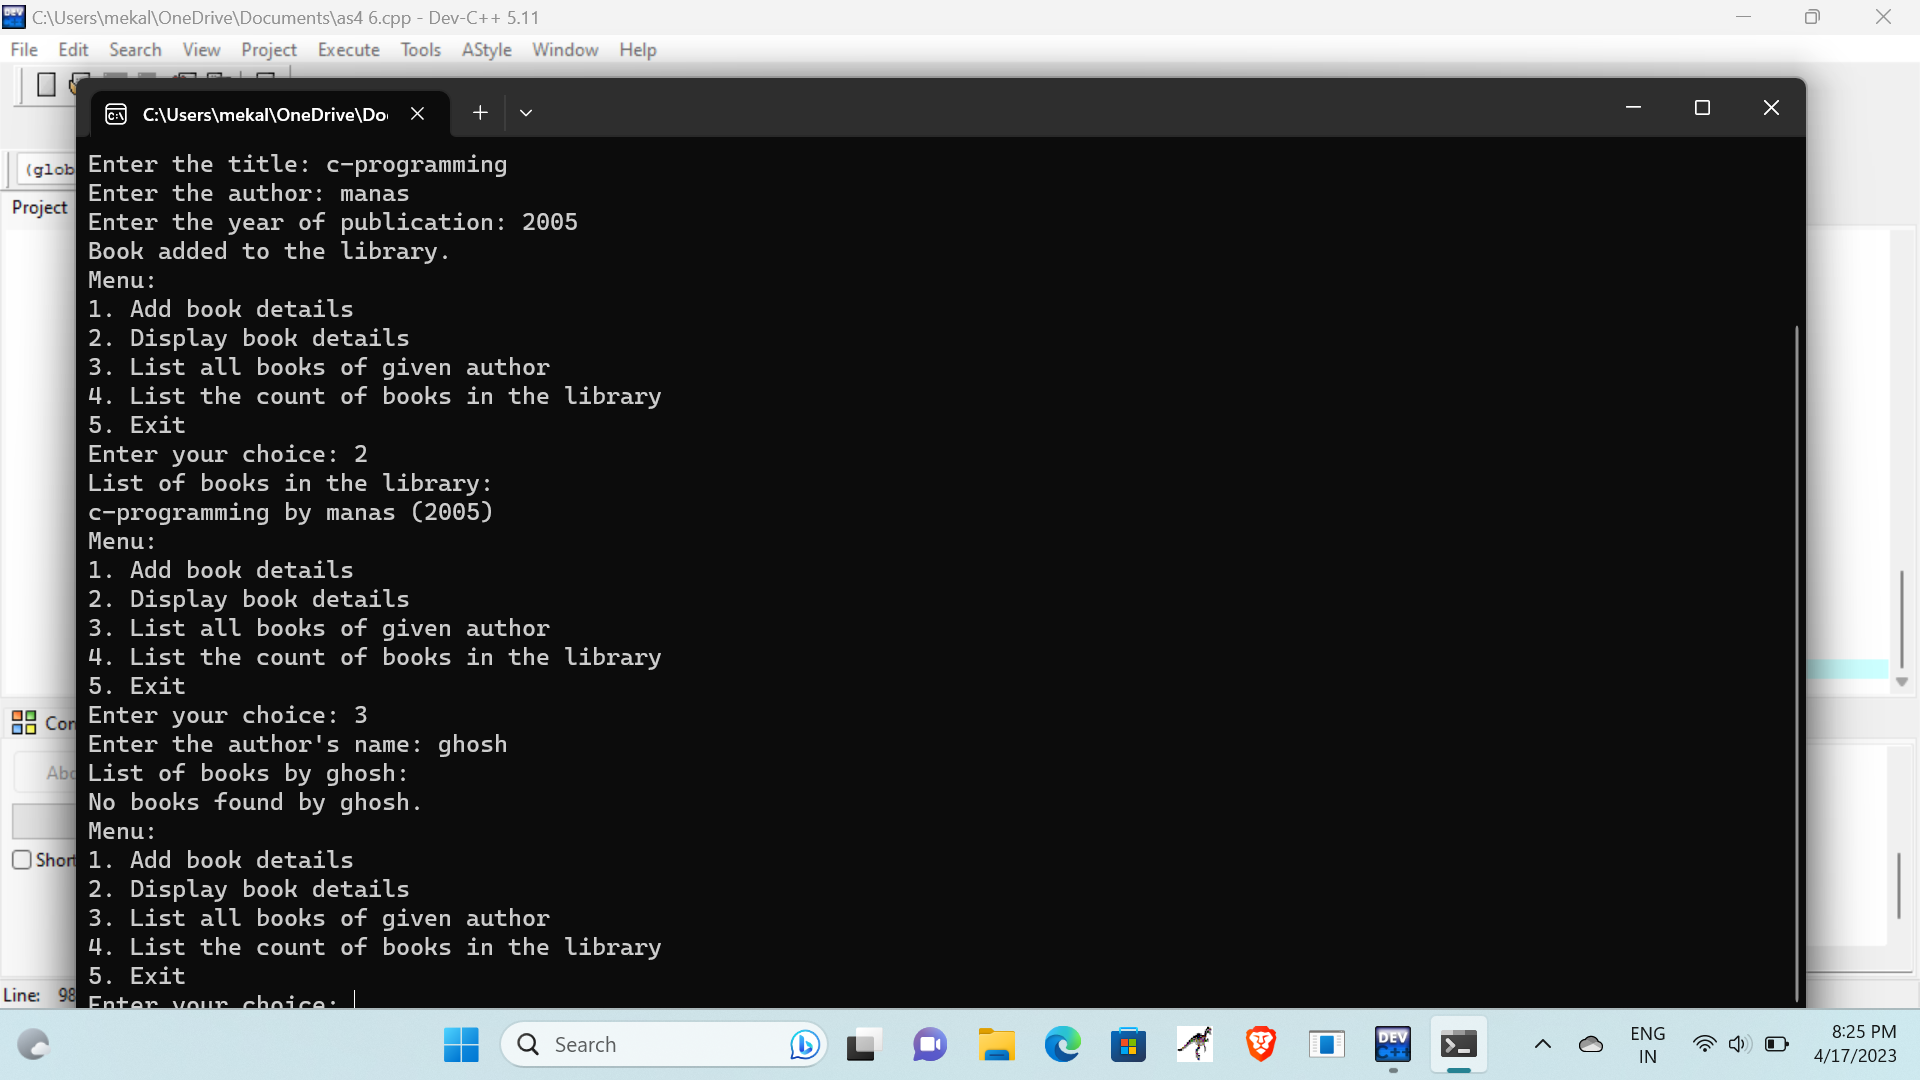 C:\Users\mekal\OneDrive\Documents\as4 6.cpp - Dev-C++ 5.11
File Edit Search View Project Execute Tools AStyle Window Help
C:\Users\mekal\OneDrive\Do
(glob
Project
Enter the title: c-programming
Enter the author: manas
Enter the year of publication: 2005
Book added to the library.
Menu:
1. Add book details
2. Display book details
3. List all books of given author
4. List the count of books in the library
5. Exit
Enter your choice: 2
List of books in the library:
c-programming by manas (2005)
Menu:
1. Add book details
2. Display book details
3. List all books of given author
4. List the count of books in the library
5. Exit
Enter your choice: 3
Enter the author's name: ghosh
List of books by ghosh:
No books found by ghosh.
Menu:
1. Add book details
2. Display book details
3. List all books of given author
4. List the count of books in the library
5. Exit
Enter your choice:
Com
Abo
Short
Line: 98
Search
DEV C++
ENG
IN
8:25 PM
4/17/2023